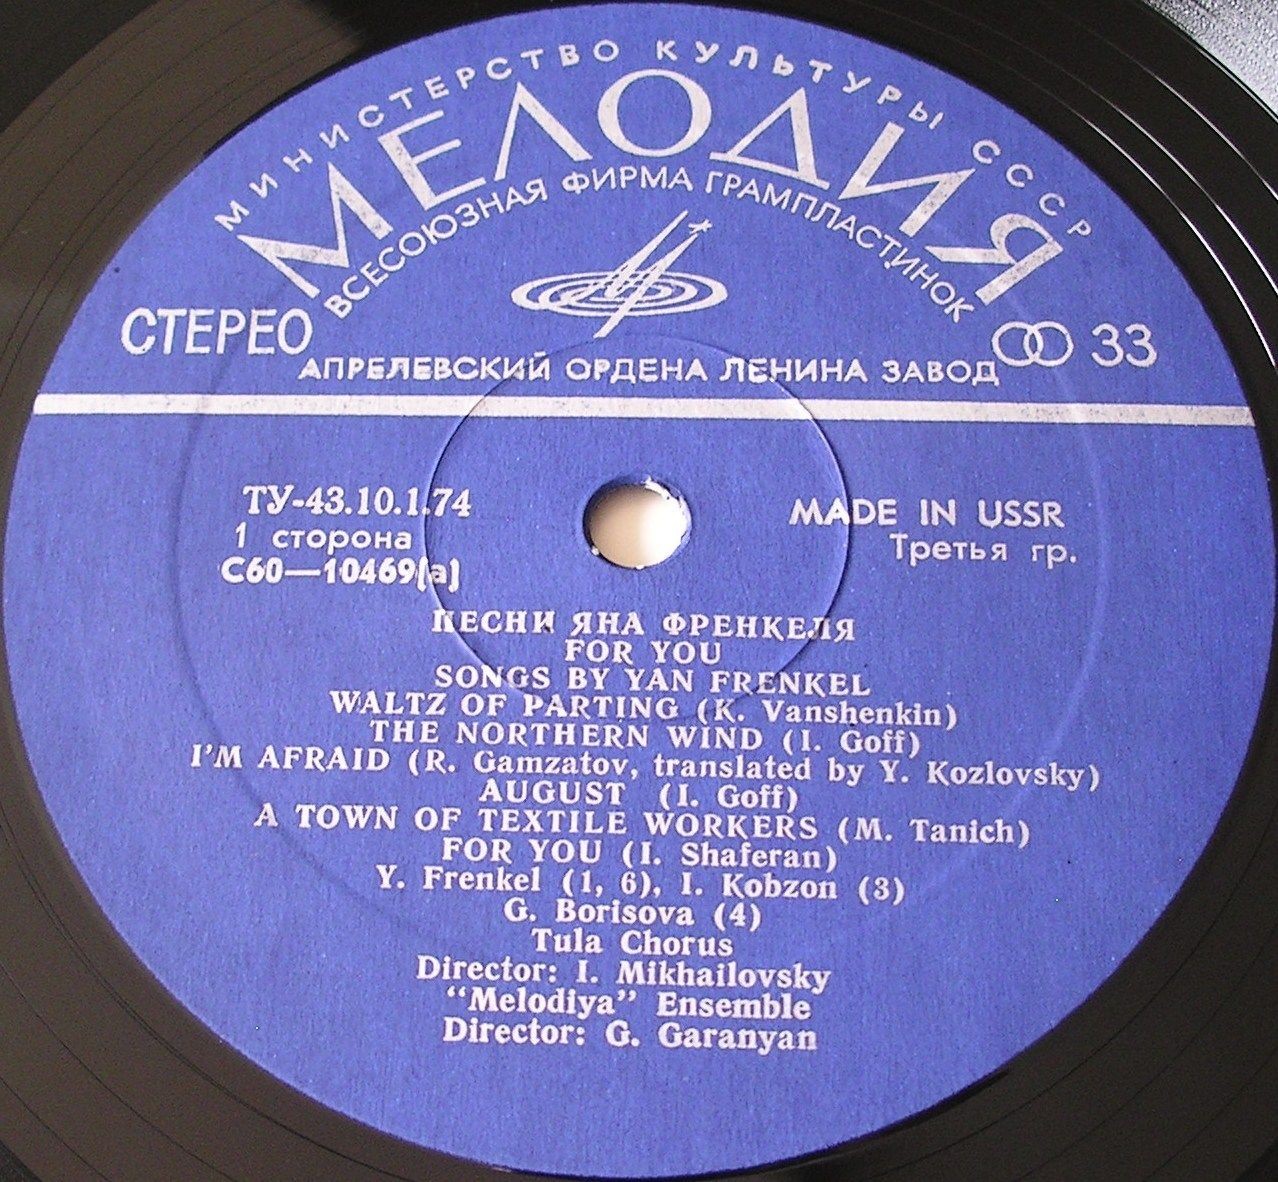 МИНИСТЕРСТВО КУЛЬТУРЫ СССР
МЕЛОДИЯ
ВСЕСОЮЗНАЯ ФИРМА ГРАМПЛАСТИНОК
СТЕРЕО
33
АПРЕЛЕВСКИЙ ОРДЕНА ЛЕНИНА ЗАВОД
ТУ-43.10.1.74
1 сторона
С60—10469(а)
MADE IN USSR
Третья гр.
ПЕСНИ ЯНА ФРЕНКЕЛЯ
FOR YOU
SONGS BY YAN FRENKEL
WALTZ OF PARTING (K. Vanshenkin)
THE NORTHERN WIND (I. Goff)
I'M AFRAID (R. Gamzatov, translated by Y. Kozlovsky)
AUGUST (I. Goff)
A TOWN OF TEXTILE WORKERS (M. Tanich)
FOR YOU (I. Shaferan)
Y. Frenkel (1, 6), I. Kobzon (3)
G. Borisova (4)
Tula Chorus
Director: I. Mikhailovsky
"Melodiya" Ensemble
Director: G. Garanyan